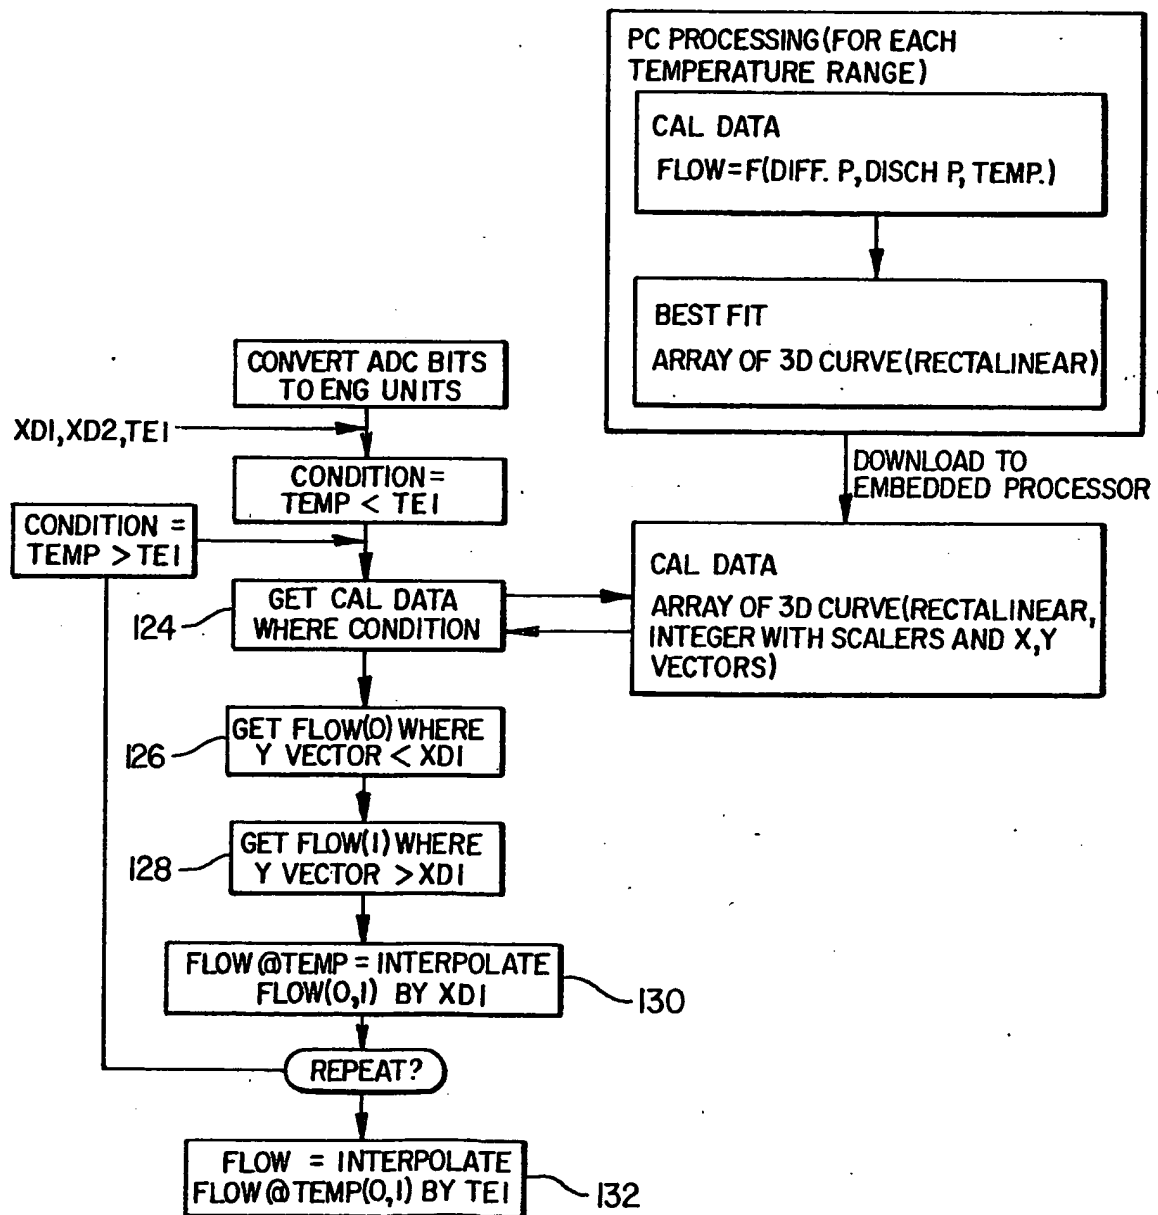 PC PROCESSING(FOR EACH
TEMPERATURE RANGE)
CAL DATA
FLOW=F(DIFF. P,DISCH P, TEMP.)
BEST FIT
ARRAY OF 3D CURVE(RECTALINEAR)
DOWNLOAD TO
EMBEDDED PROCESSOR
CAL DATA
ARRAY OF 3D CURVE(RECTALINEAR,
INTEGER WITH SCALERS AND X,Y
VECTORS)
CONVERT ADC BITS
TO ENG UNITS
XD1,XD2,TE1
CONDITION=
TEMP < TE1
CONDITION =
TEMP > TE1
GET CAL DATA
WHERE CONDITION
124
GET FLOW(0) WHERE
Y VECTOR < XD1
126
GET FLOW(1) WHERE
Y VECTOR > XD1
128
FLOW @TEMP = INTERPOLATE
FLOW(0,1) BY XD1
130
REPEAT?
FLOW = INTERPOLATE
FLOW@TEMP(0,1) BY TE1
132